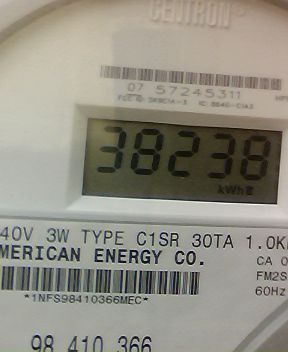 CENTRON®
07 57245311
38238
kWh
40V 3W TYPE C1SR 30TA 1.0K
MERICAN ENERGY CO.
CA 0
FM2S
60Hz
*1NFS98410366MEC*
98 410 366